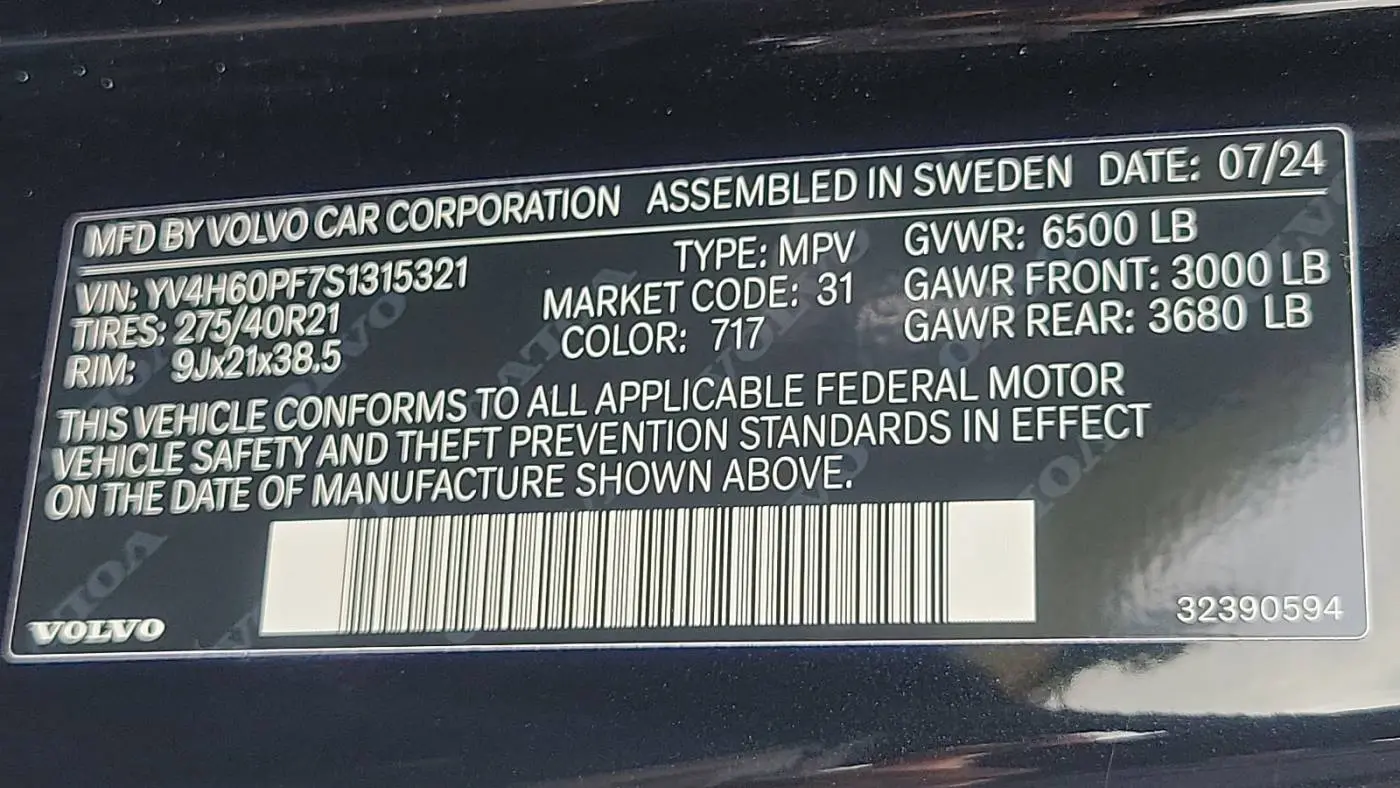 MFD BY VOLVO CAR CORPORATION ASSEMBLED IN SWEDEN DATE: 07/24
VIN: YV4H60PF7S1315321 TYPE: MPV GVWR: 6500 LB
TIRES: 275/40R21 MARKET CODE: 31 GAWR FRONT: 3000 LB
RIM: 9Jx21x38.5 COLOR: 717 GAWR REAR: 3680 LB
THIS VEHICLE CONFORMS TO ALL APPLICABLE FEDERAL MOTOR
VEHICLE SAFETY AND THEFT PREVENTION STANDARDS IN EFFECT
ON THE DATE OF MANUFACTURE SHOWN ABOVE.
VOLVO 32390594